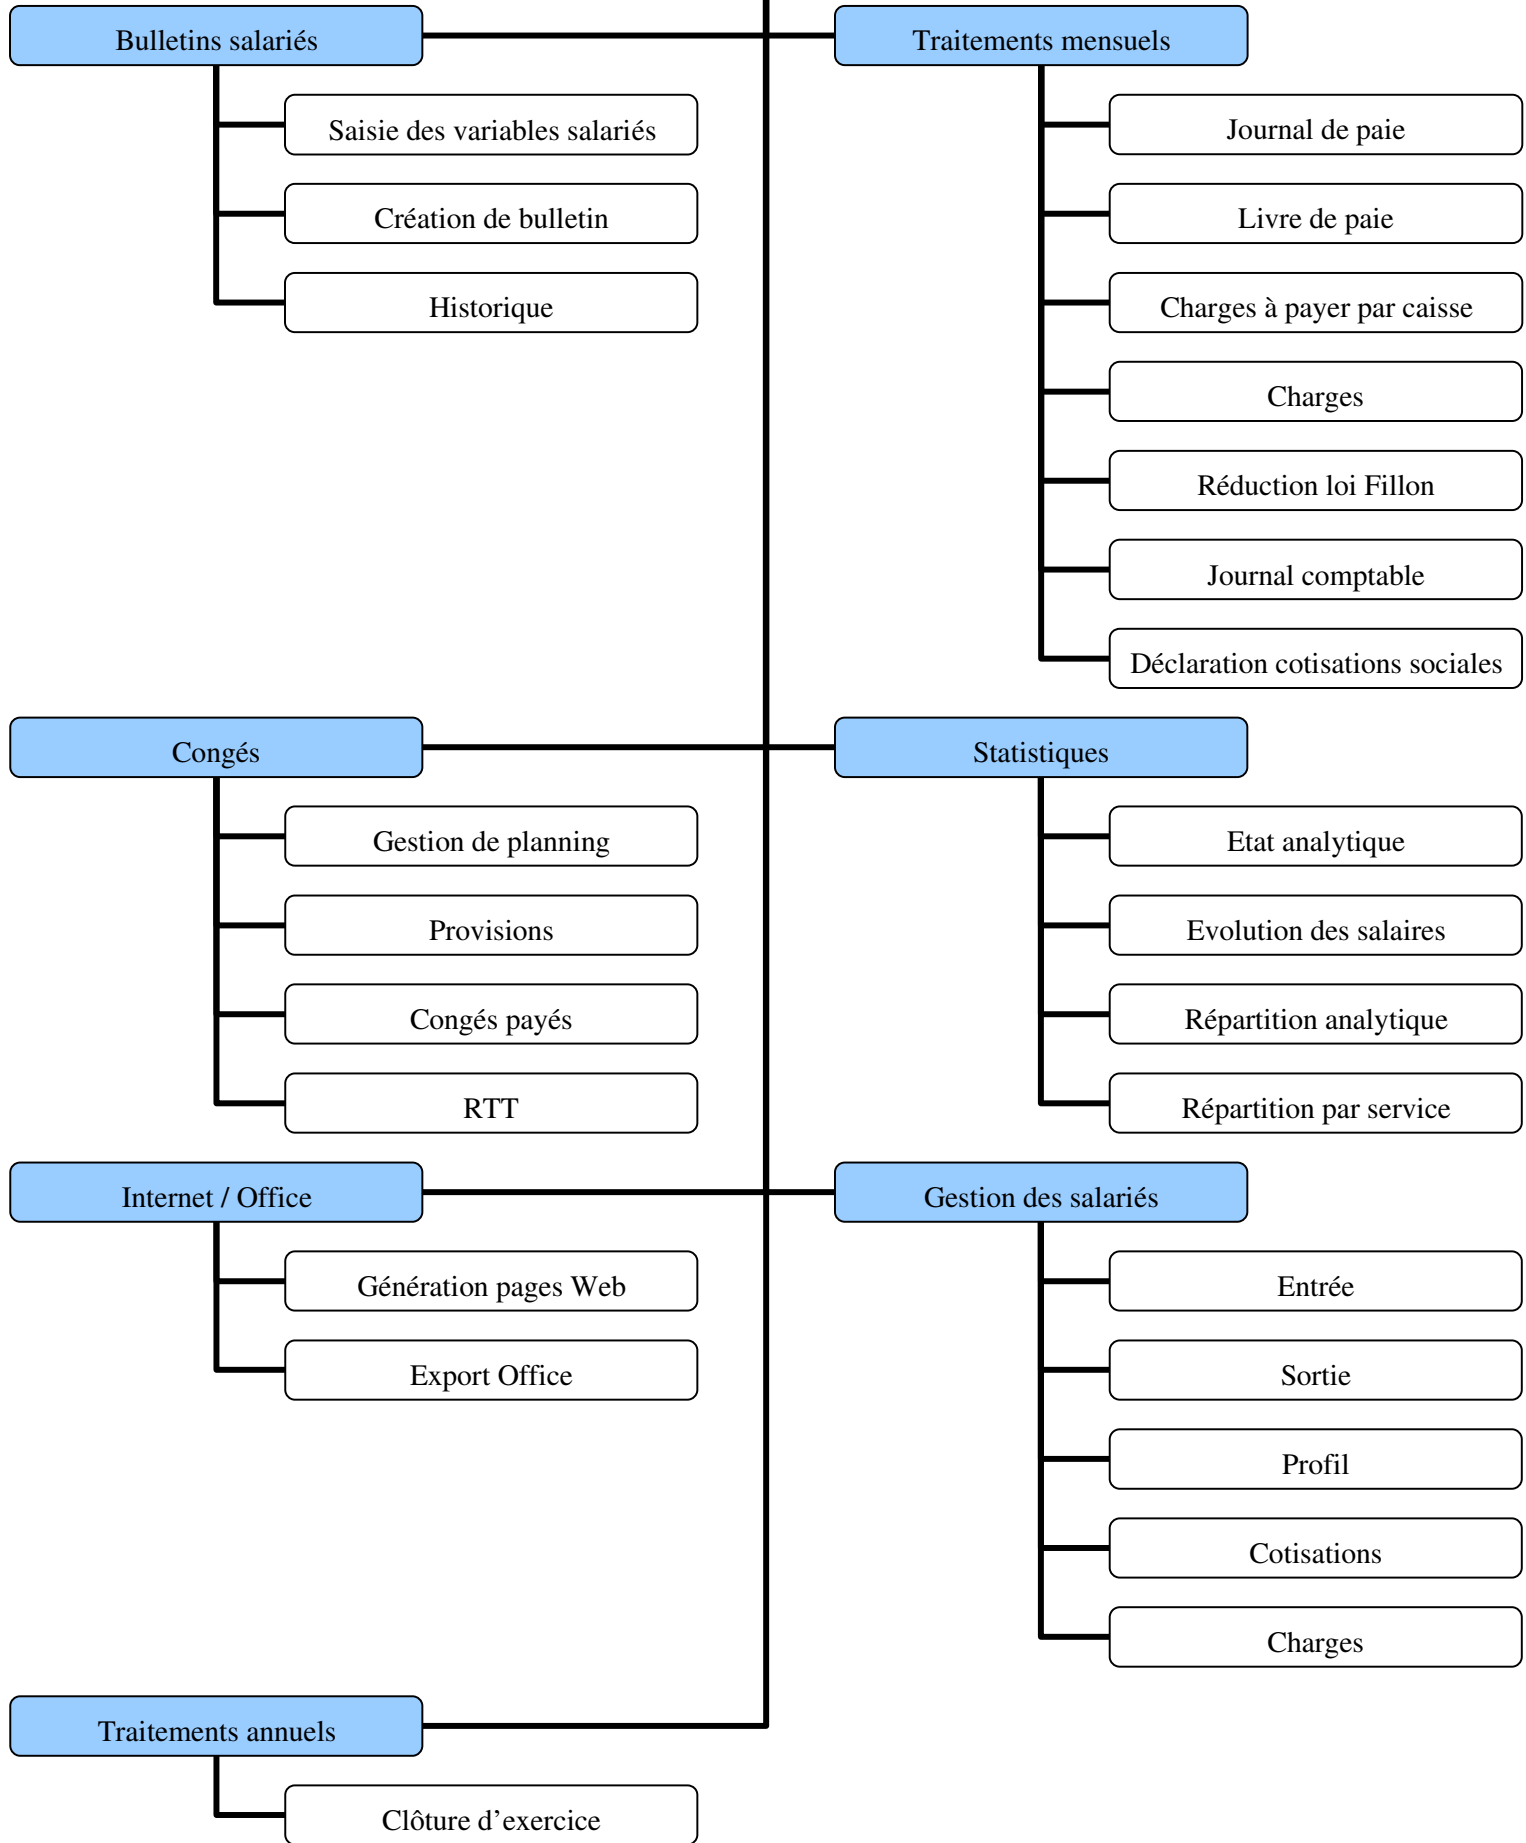 Bulletins salariés
Saisie des variables salariés
Création de bulletin
Historique
Traitements mensuels
Journal de paie
Livre de paie
Charges à payer par caisse
Charges
Réduction loi Fillon
Journal comptable
Déclaration cotisations sociales
Congés
Gestion de planning
Provisions
Congés payés
RTT
Statistiques
Etat analytique
Evolution des salaires
Répartition analytique
Répartition par service
Internet / Office
Génération pages Web
Export Office
Gestion des salariés
Entrée
Sortie
Profil
Cotisations
Charges
Traitements annuels
Clôture d’exercice